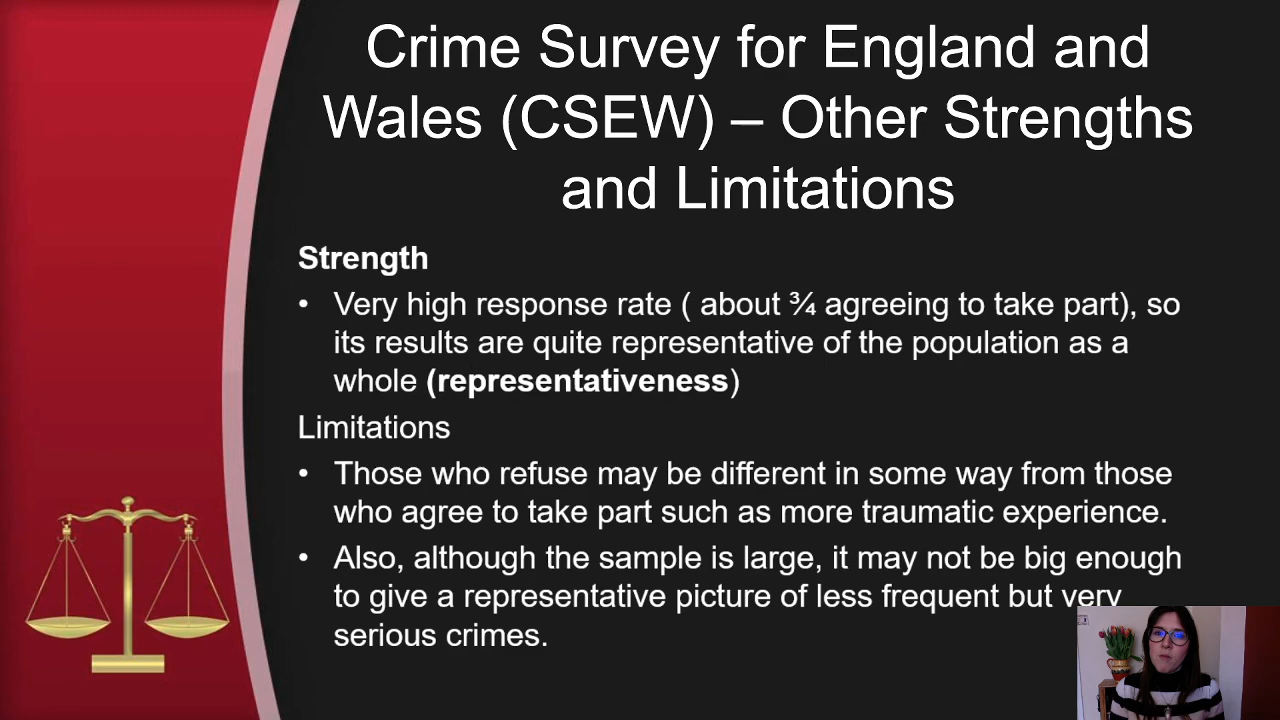 Crime Survey for England and
Wales (CSEW) – Other Strengths
and Limitations
Strength
• Very high response rate ( about ¾ agreeing to take part), so
its results are quite representative of the population as a
whole (representativeness)
Limitations
• Those who refuse may be different in some way from those
who agree to take part such as more traumatic experience.
• Also, although the sample is large, it may not be big enough
to give a representative picture of less frequent but very
serious crimes.